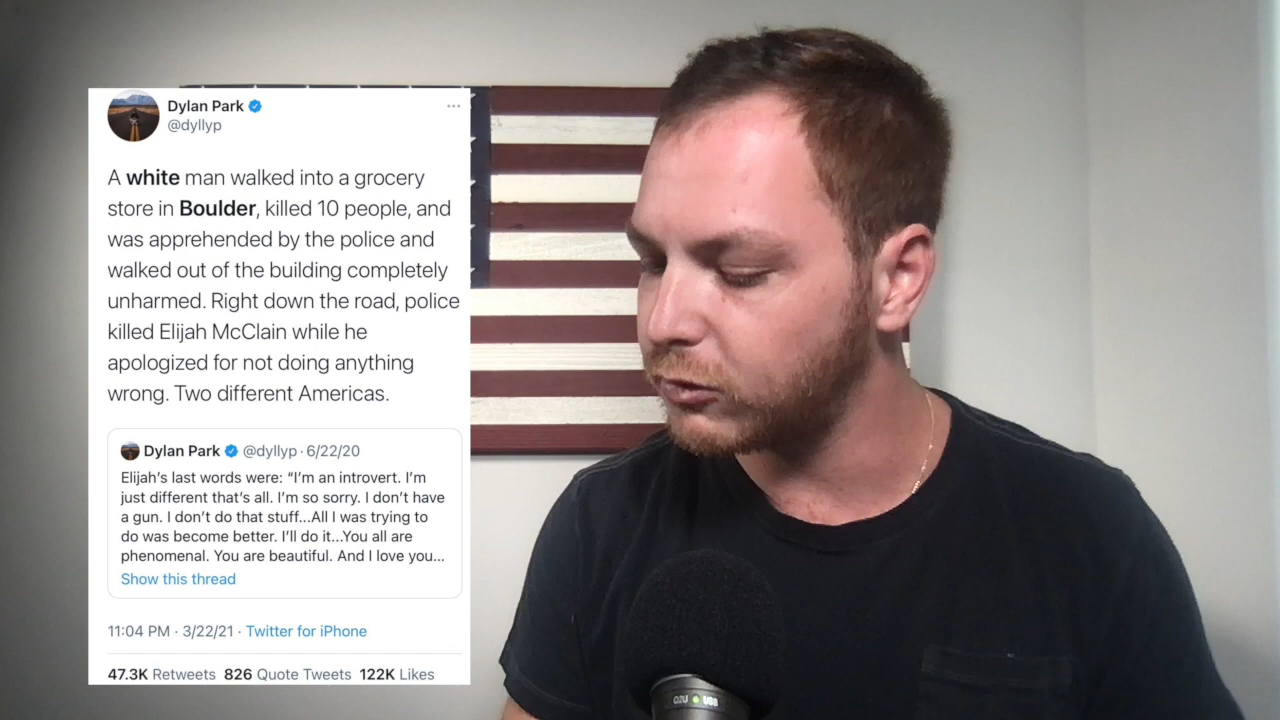 Dylan Park
@dyllyp
A white man walked into a grocery
store in Boulder, killed 10 people, and
was apprehended by the police and
walked out of the building completely
unharmed. Right down the road, police
killed Elijah McClain while he
apologized for not doing anything
wrong. Two different Americas.
Dylan Park @dyllyp · 6/22/20
Elijah’s last words were: “I’m an introvert. I’m
just different that’s all. I’m so sorry. I don’t have
a gun. I don’t do that stuff...All I was trying to
do was become better. I’ll do it...You all are
phenomenal. You are beautiful. And I love you...
Show this thread
11:04 PM · 3/22/21 · Twitter for iPhone
47.3K Retweets 826 Quote Tweets 122K Likes
Q2U USB